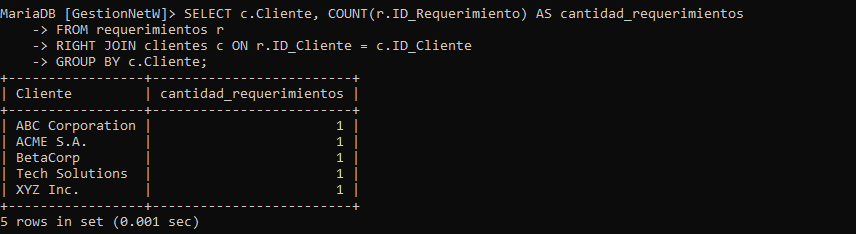 MariaDB [GestionNetW]> SELECT c.Cliente, COUNT(r.ID_Requerimiento) AS cantidad_requerimientos
    -> FROM requerimientos r
    -> RIGHT JOIN clientes c ON r.ID_Cliente = c.ID_Cliente
    -> GROUP BY c.Cliente;
+-----------------+-------------------------+
| Cliente         | cantidad_requerimientos |
+-----------------+-------------------------+
| ABC Corporation |                       1 |
| ACME S.A.       |                       1 |
| BetaCorp        |                       1 |
| Tech Solutions  |                       1 |
| XYZ Inc.        |                       1 |
+-----------------+-------------------------+
5 rows in set (0.001 sec)